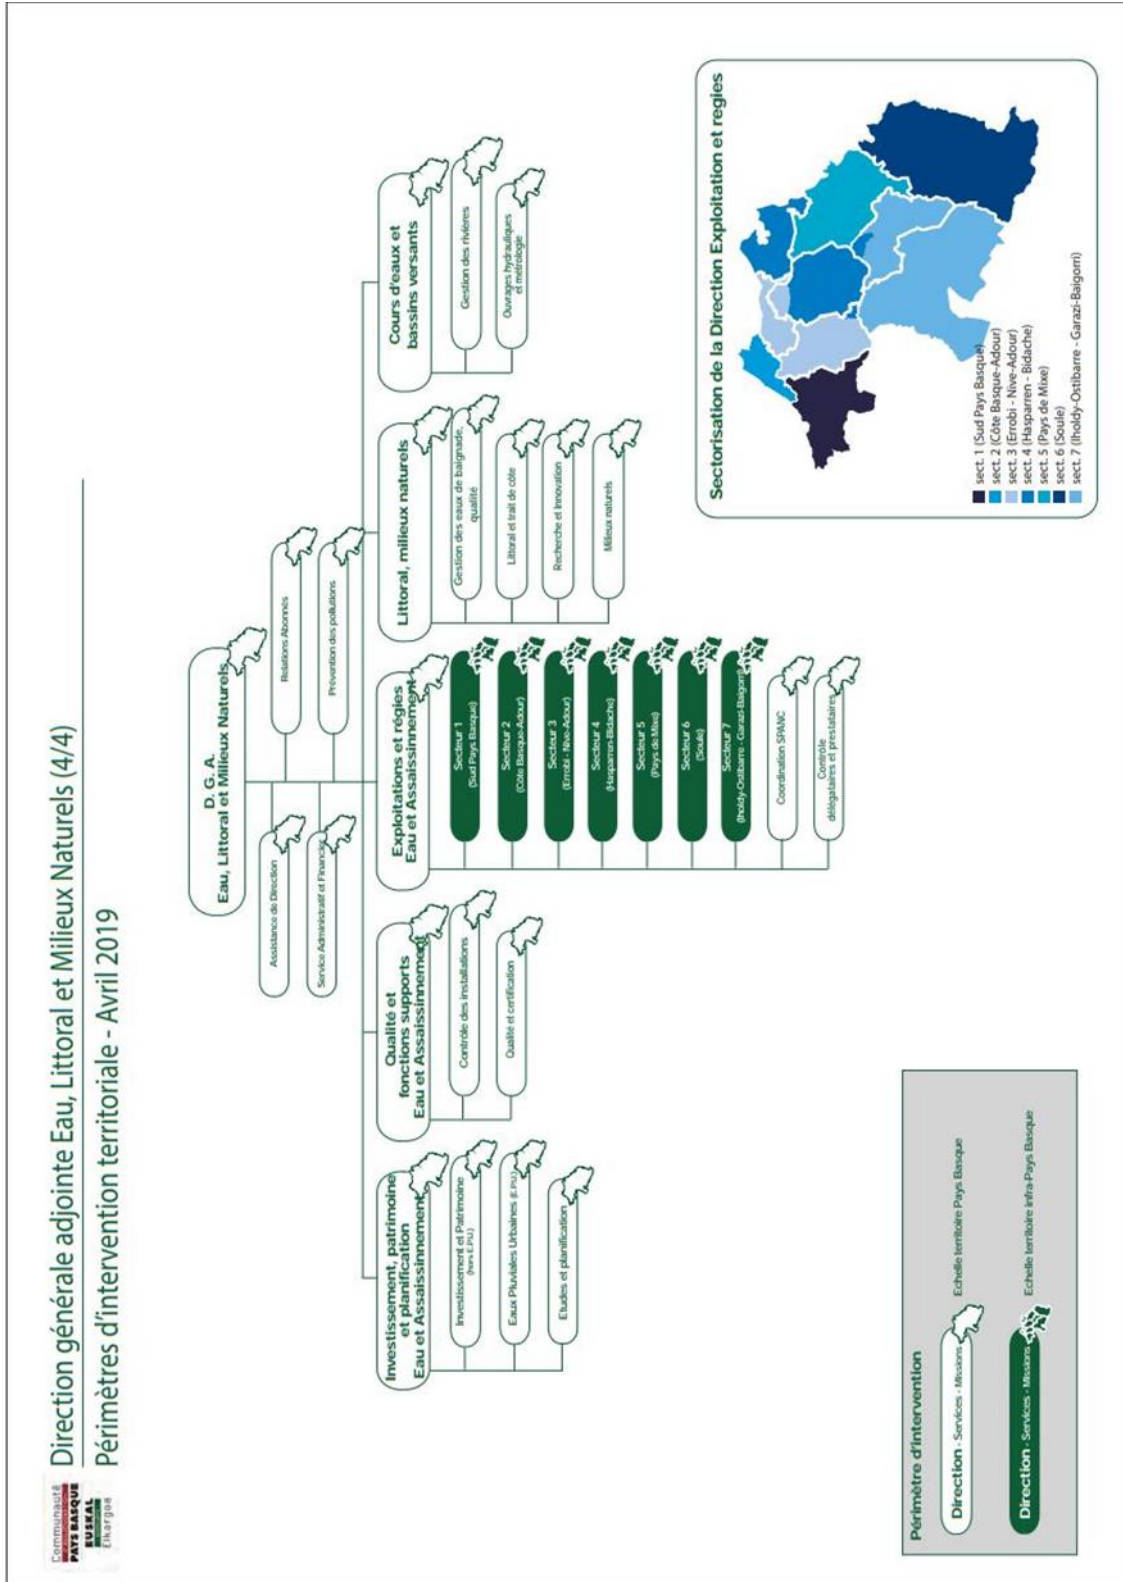 Communauté
PAYS BASQUE
EUSKAL
Elkargoa
Direction générale adjointe Eau, Littoral et Milieux Naturels (4/4)
Périmètres d'intervention territoriale - Avril 2019
D. G. A.
Eau, Littoral et Milieux Naturels
Assistance de Direction
Service Administratif et Financier
Relations Abonnés
Prévention des pollutions
Investissement, patrimoine
et planification
Eau et Assaissinnement
Investissement et Patrimoine
(hors E.P.U.)
Eaux Pluviales Urbaines (E.P.U.)
Etudes et planification
Qualité et
fonctions supports
Eau et Assaissinnement
Contrôle des installations
Qualité et certification
Exploitations et régies
Eau et Assaissinnement
Secteur 1
(Sud Pays Basque)
Secteur 2
(Côte Basque-Adour)
Secteur 3
(Errobi - Nive-Adour)
Secteur 4
(Hasparren-Bidache)
Secteur 5
(Pays de Mixe)
Secteur 6
(Soule)
Secteur 7
(Iholdy-Ostibarre - Garazi-Baigorri)
Coordination SPANC
Contrôle
délégataires et prestataires
Littoral, milieux naturels
Gestion des eaux de baignade,
qualité
Littoral et trait de côte
Recherche et Innovation
Milieux naturels
Cours d'eaux et
bassins versants
Gestion des rivières
Ouvrages hydrauliques
et métrologie
Périmètre d'intervention
Direction - Services - Missions
Echelle territoire Pays Basque
Direction - Services - Missions
Echelle territoire infra-Pays Basque
Sectorisation de la Direction Exploitation et regies
sect. 1 (Sud Pays Basque)
sect. 2 (Côte Basque-Adour)
sect. 3 (Errobi - Nive-Adour)
sect. 4 (Hasparren - Bidache)
sect. 5 (Pays de Mixe)
sect. 6 (Soule)
sect. 7 (Iholdy-Ostibarre - Garazi-Baigorri)